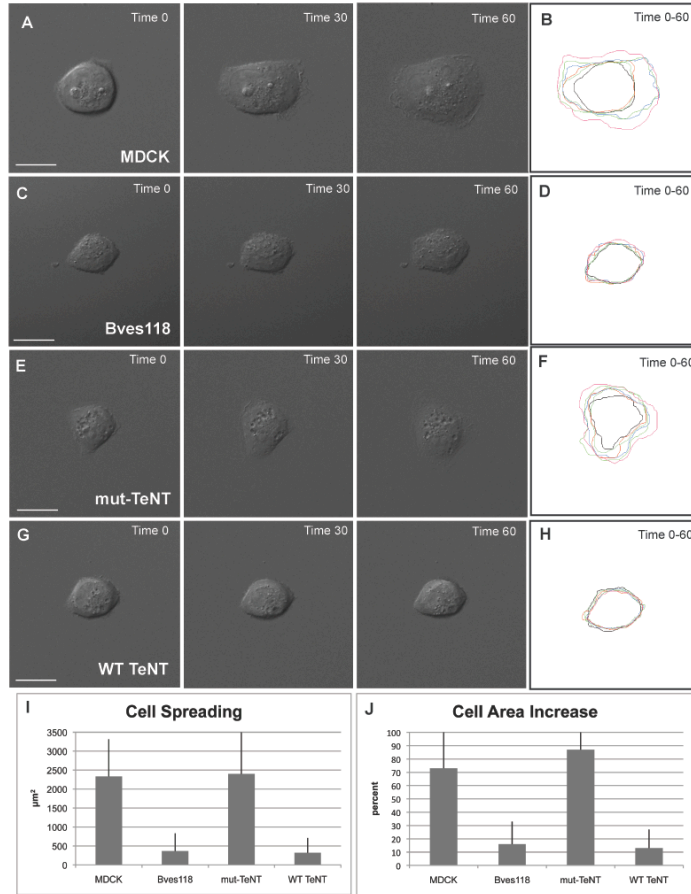 A Time 0 Time 30 Time 60 B Time 0-60
MDCK
C Time 0 Time 30 Time 60 D Time 0-60
Bves118
E Time 0 Time 30 Time 60 F Time 0-60
mut-TeNT
G Time 0 Time 30 Time 60 H Time 0-60
WT TeNT
I Cell Spreading
3500
3000
2500
2000
1500
1000
500
0
µm²
MDCK Bves118 mut-TeNT WT TeNT
J Cell Area Increase
100
90
80
70
60
50
40
30
20
10
0
percent
MDCK Bves118 mut-TeNT WT TeNT